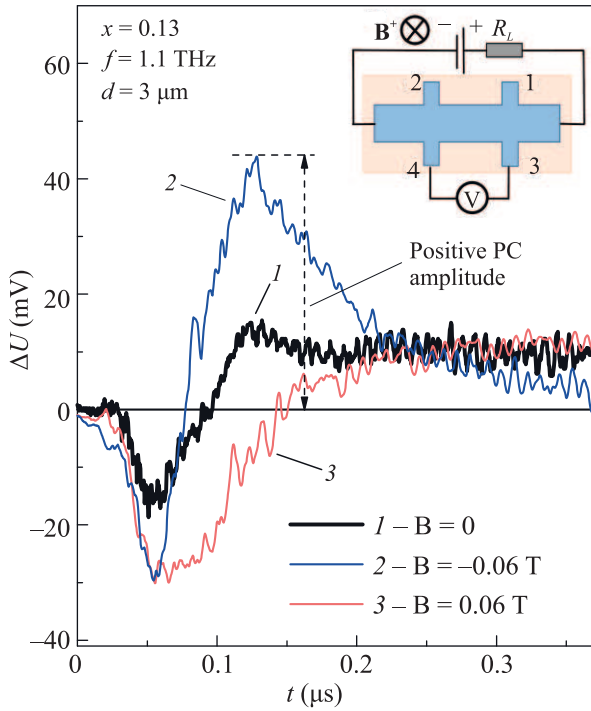 x = 0.13
f = 1.1 THz
d = 3 μm
B⁺ − + R_L
2 1
4 3
V
60
40
20
0
−20
−40
ΔU (mV)
2
1
3
Positive PC
amplitude
1 – B = 0
2 – B = –0.06 T
3 – B = 0.06 T
0 0.1 0.2 0.3
t (μs)